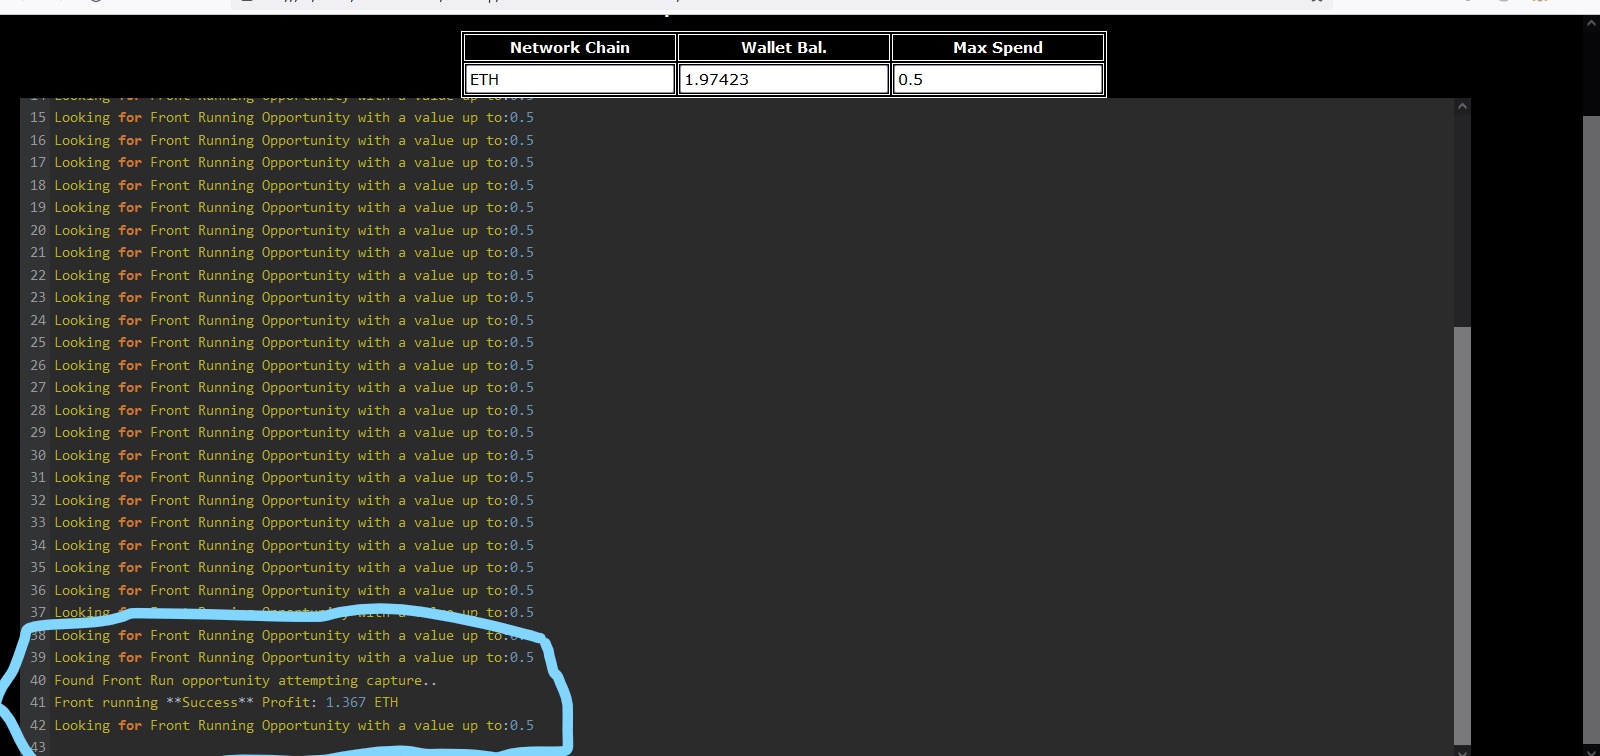 Network Chain Wallet Bal. Max Spend
ETH 1.97423 0.5
15 Looking for Front Running Opportunity with a value up to:0.5
16 Looking for Front Running Opportunity with a value up to:0.5
17 Looking for Front Running Opportunity with a value up to:0.5
18 Looking for Front Running Opportunity with a value up to:0.5
19 Looking for Front Running Opportunity with a value up to:0.5
20 Looking for Front Running Opportunity with a value up to:0.5
21 Looking for Front Running Opportunity with a value up to:0.5
22 Looking for Front Running Opportunity with a value up to:0.5
23 Looking for Front Running Opportunity with a value up to:0.5
24 Looking for Front Running Opportunity with a value up to:0.5
25 Looking for Front Running Opportunity with a value up to:0.5
26 Looking for Front Running Opportunity with a value up to:0.5
27 Looking for Front Running Opportunity with a value up to:0.5
28 Looking for Front Running Opportunity with a value up to:0.5
29 Looking for Front Running Opportunity with a value up to:0.5
30 Looking for Front Running Opportunity with a value up to:0.5
31 Looking for Front Running Opportunity with a value up to:0.5
32 Looking for Front Running Opportunity with a value up to:0.5
33 Looking for Front Running Opportunity with a value up to:0.5
34 Looking for Front Running Opportunity with a value up to:0.5
35 Looking for Front Running Opportunity with a value up to:0.5
36 Looking for Front Running Opportunity with a value up to:0.5
37 Looking up to:0.5
38 Looking for Front Running Opportunity with a value up to:
39 Looking for Front Running Opportunity with a value up to:0.5
40 Found Front Run opportunity attempting capture..
41 Front running **Success** Profit: 1.367 ETH
42 Looking for Front Running Opportunity with a value up to:0.5
43